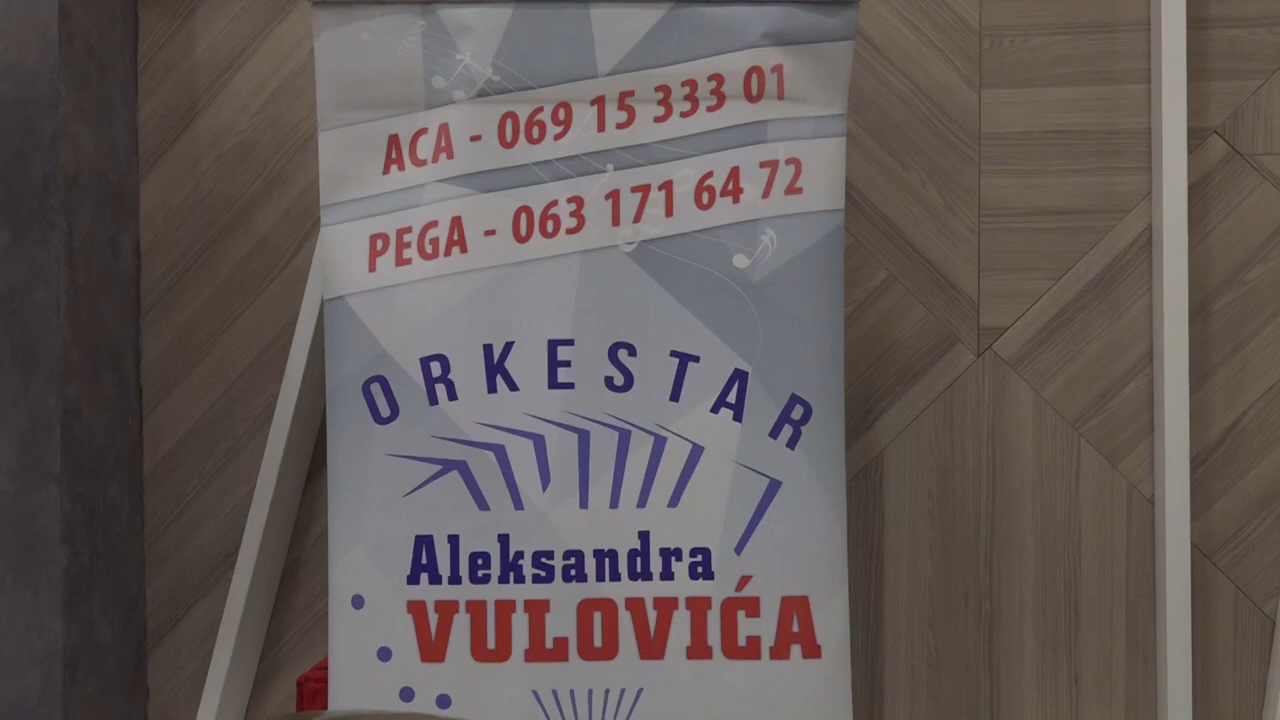 ACA - 069 15 333 01
PEGA - 063 171 64 72
ORKESTAR
Aleksandra
VULOVIĆA